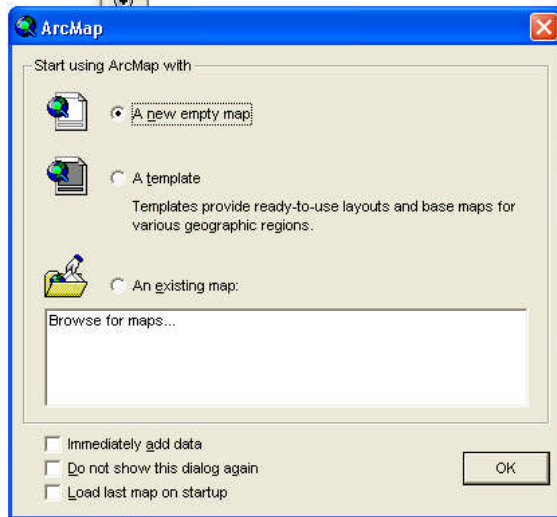 ArcMap
Start using ArcMap with
A new empty map
A template
Templates provide ready-to-use layouts and base maps for
various geographic regions.
An existing map:
Browse for maps...
Immediately add data
Do not show this dialog again
Load last map on startup
OK